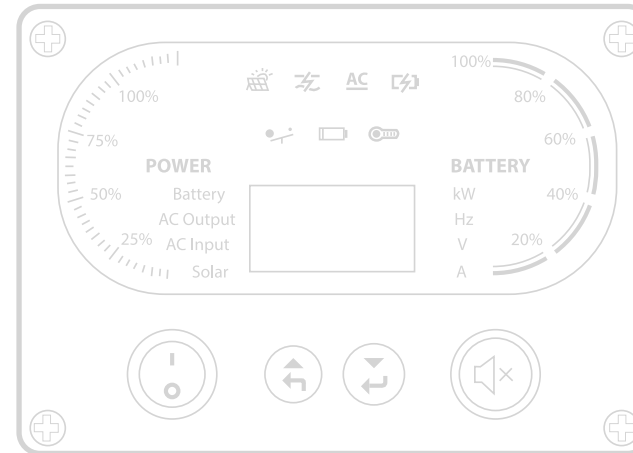 100%
AC
100%
80%
75%
60%
POWER
BATTERY
50%
Battery
kW
40%
AC Output
Hz
25%
AC Input
V
20%
Solar
A